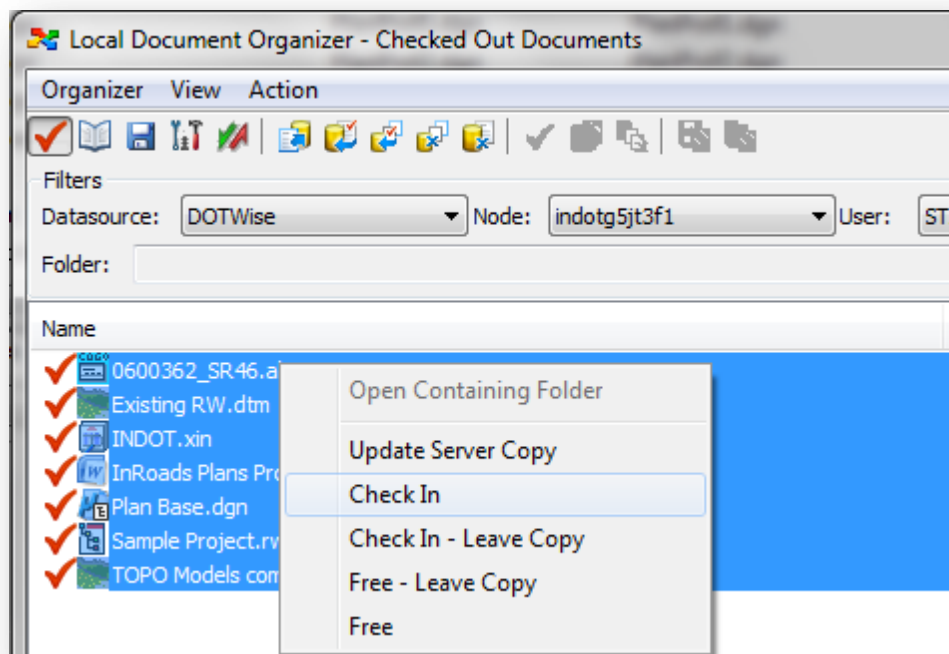 Local Document Organizer - Checked Out Documents
Organizer View Action
Filters
Datasource: DOTWise Node: indotg5jt3f1 User: ST
Folder:
Name
0600362_SR46.a
Existing RW.dtm
INDOT.xin
InRoads Plans Pro
Plan Base.dgn
Sample Project.rw
TOPO Models com
Open Containing Folder
Update Server Copy
Check In
Check In - Leave Copy
Free - Leave Copy
Free